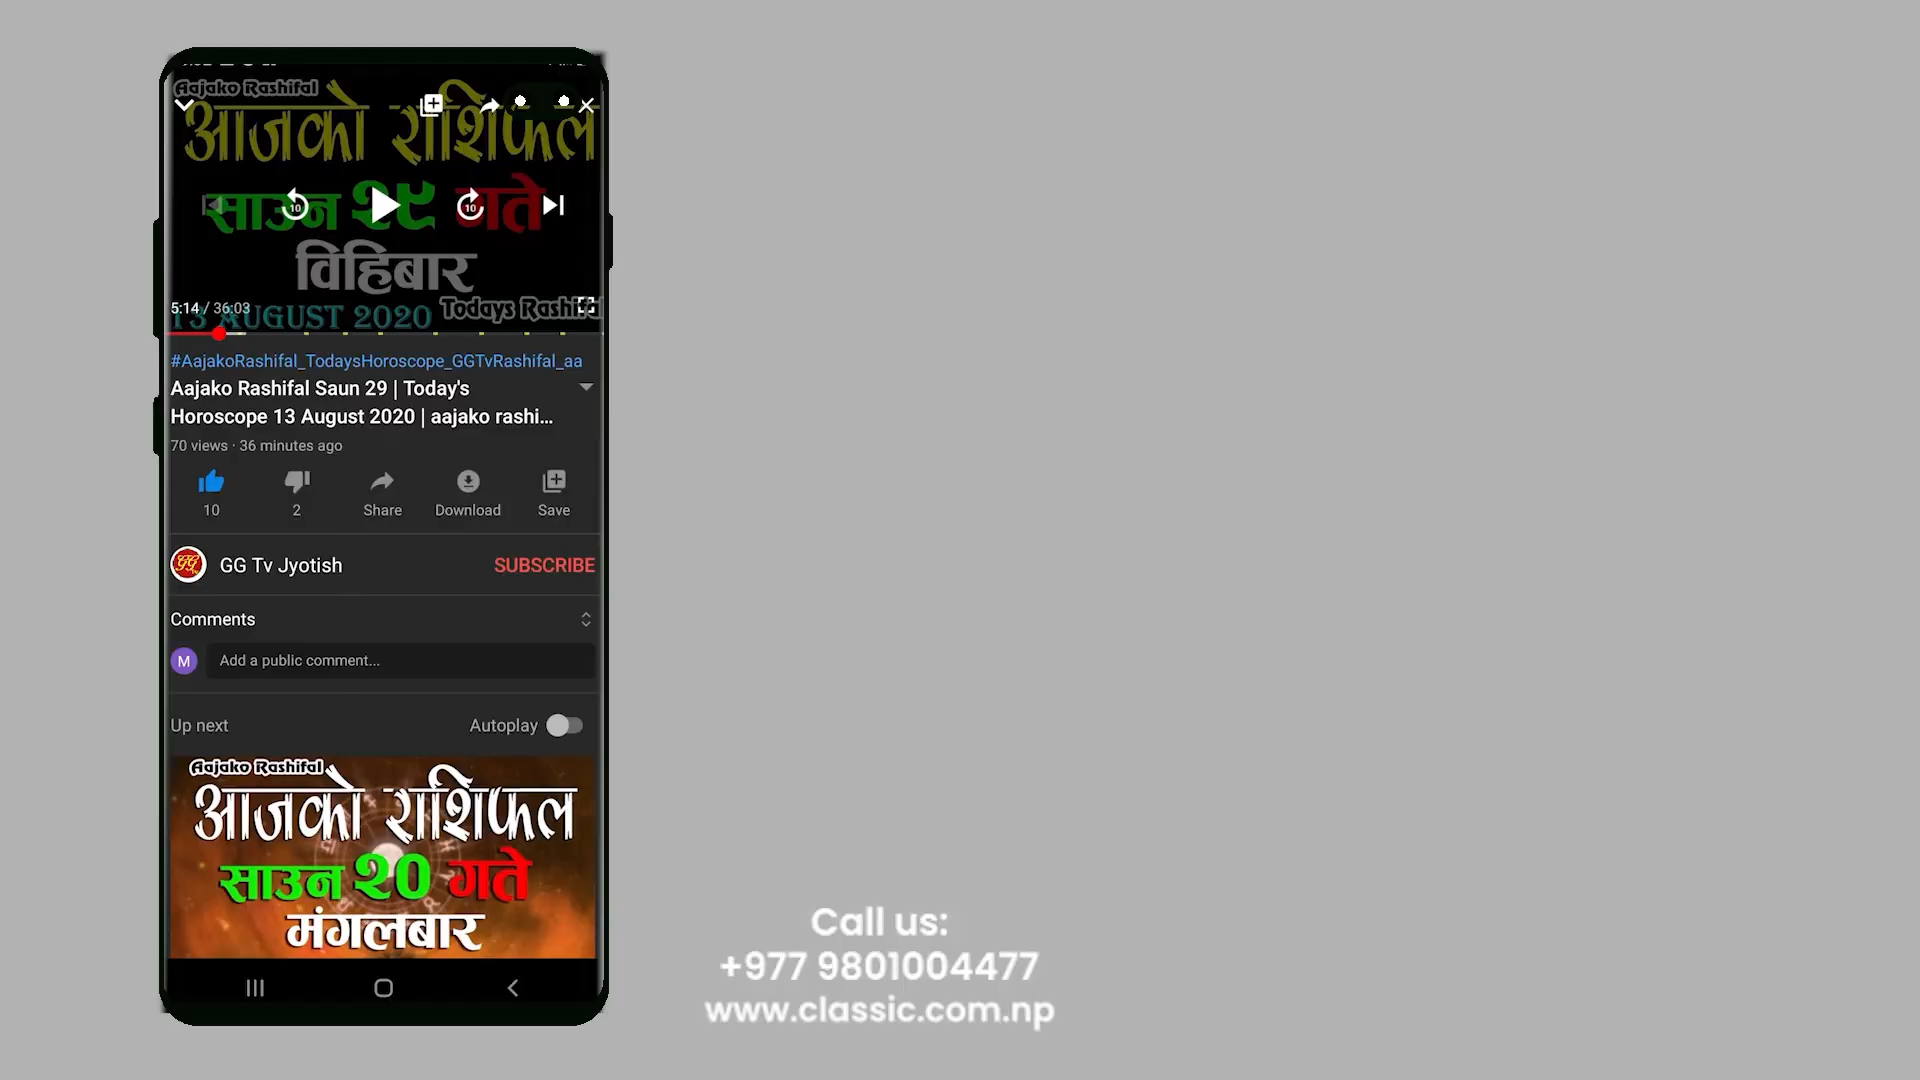 Aajako Rashifal
आजको राशिफल
साउन २९ गते
10
10
विहिबार
5:14 / 36:03
Todays Rashifal
13 AUGUST 2020
#AajakoRashifal_TodaysHoroscope_GGTvRashifal_aa
Aajako Rashifal Saun 29 | Today's
Horoscope 13 August 2020 | aajako rashi...
70 views · 36 minutes ago
10
2
Share
Download
Save
GG
GG Tv Jyotish
SUBSCRIBE
Comments
M
Add a public comment...
Up next
Autoplay
Aajako Rashifal
आजको राशिफल
साउन २० गते
मंगलबार
Call us:
+977 9801004477
www.classic.com.np